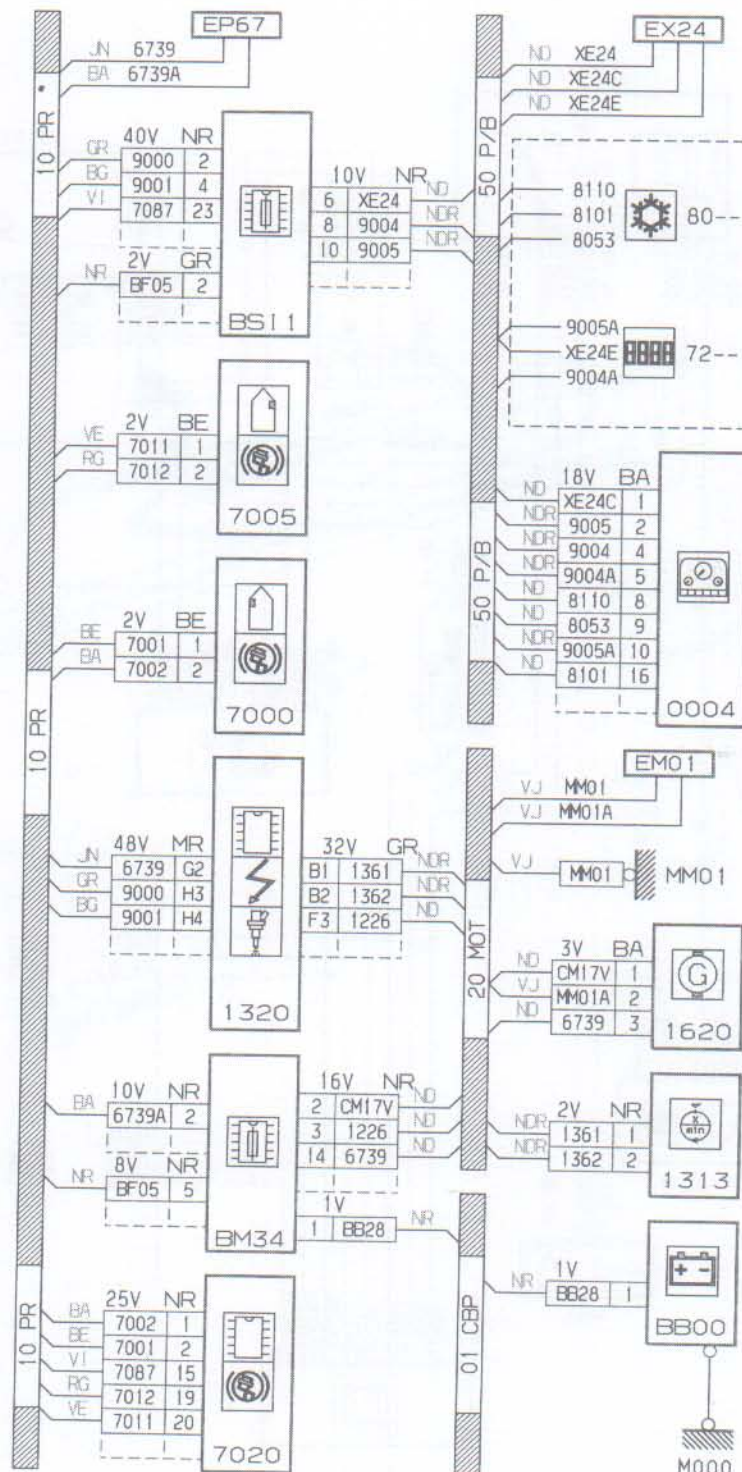 EP67
JN 6739
BA 6739A
10 PR *
40V NR
GR 9000 2
BG 9001 4
VI 7087 23
2V GR
NR BF05 2
BSI1
10V NR
6 XE24 ND
8 9004 NDR
10 9005 NDR
2V BE
VE 7011 1
RG 7012 2
7005
2V BE
BE 7001 1
BA 7002 2
7000
10 PR
48V MR
JN 6739 G2
GR 9000 H3
BG 9001 H4
1320
32V GR
B1 1361 NDR
B2 1362 NDR
F3 1226 ND
10V NR
BA 6739A 2
8V NR
NR BF05 5
BM34
16V NR
2 CM17V ND
3 1226 ND
14 6739 ND
1V
1 BB28 NR
10 PR
25V NR
BA 7002 1
BE 7001 2
VI 7087 15
RG 7012 19
VE 7011 20
7020
EX24
ND XE24
ND XE24C
ND XE24E
50 P/B
8110
8101
8053
80--
9005A
XE24E
9004A
8888
72--
50 P/B
18V BA
ND XE24C 1
NDR 9005 2
NDR 9004 4
NDR 9004A 5
ND 8110 8
ND 8053 9
NDR 9005A 10
ND 8101 16
0004
EM01
VJ MM01
VJ MM01A
VJ MM01
MM01
20 MOT
3V BA
ND CM17V 1
VJ MM01A 2
ND 6739 3
G
1620
2V NR
NDR 1361 1
NDR 1362 2
x
min
1313
01 CBP
1V
NR BB28 1
+ -
BB00
M000